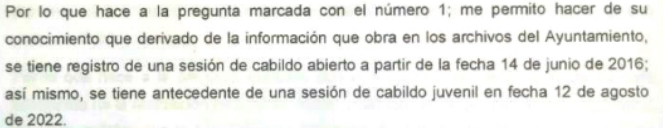 Por lo que hace a la pregunta marcada con el número 1; me permito hacer de su
conocimiento que derivado de la información que obra en los archivos del Ayuntamiento,
se tiene registro de una sesión de cabildo abierto a partir de la fecha 14 de junio de 2016;
así mismo, se tiene antecedente de una sesión de cabildo juvenil en fecha 12 de agosto
de 2022.